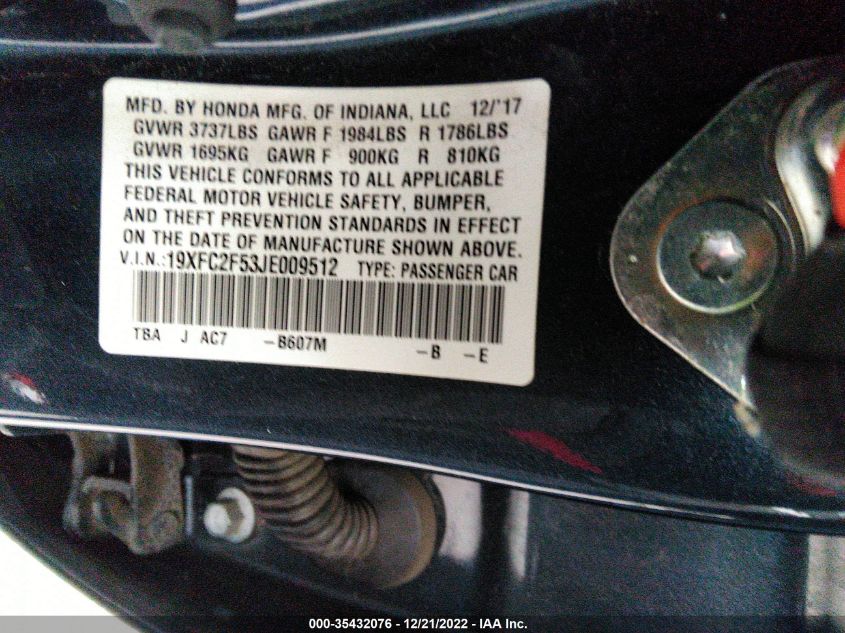 MFD. BY HONDA MFG. OF INDIANA, LLC 12/'17
GVWR 3737LBS GAWR F 1984LBS R 1786LBS
GVWR 1695KG GAWR F 900KG R 810KG
THIS VEHICLE CONFORMS TO ALL APPLICABLE
FEDERAL MOTOR VEHICLE SAFETY, BUMPER,
AND THEFT PREVENTION STANDARDS IN EFFECT
ON THE DATE OF MANUFACTURE SHOWN ABOVE.
V.I.N.:19XFC2F53JE009512 TYPE: PASSENGER CAR
TBA J AC7 -B607M -B -E
000-35432076 - 12/21/2022 - IAA Inc.